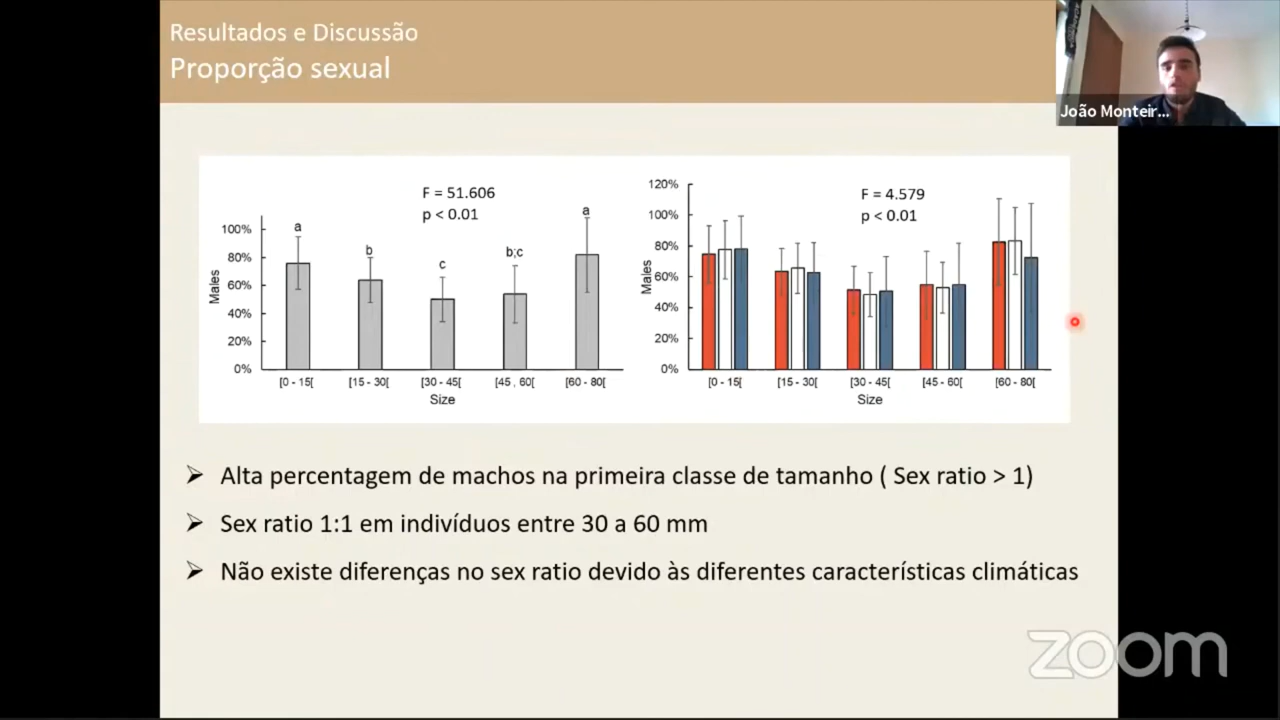 Resultados e Discussão
Proporção sexual
João Monteir...
F = 51.606
p < 0.01
100%
80%
60%
40%
20%
0%
Males
a
b
c
b;c
a
[0 - 15[
[15 - 30[
[30 - 45[
[45 , 60[
[60 - 80[
Size
F = 4.579
p < 0.01
120%
100%
80%
60%
40%
20%
0%
Males
[0 - 15[
[15 - 30[
[30 - 45[
[45 - 60[
[60 - 80[
Size
➢ Alta percentagem de machos na primeira classe de tamanho ( Sex ratio > 1)
➢ Sex ratio 1:1 em indivíduos entre 30 a 60 mm
➢ Não existe diferenças no sex ratio devido às diferentes características climáticas
zoom